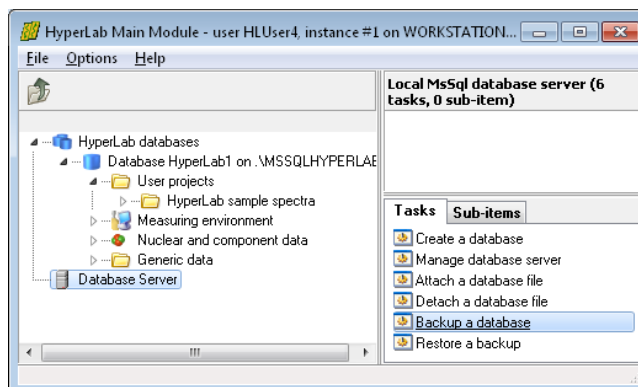 HyperLab Main Module - user HLUser4, instance #1 on WORKSTATION...
File Options Help
HyperLab databases
Database HyperLab1 on .\MSSQLHYPERLAB
User projects
HyperLab sample spectra
Measuring environment
Nuclear and component data
Generic data
Database Server
Local MsSql database server (6
tasks, 0 sub-item)
Tasks Sub-items
Create a database
Manage database server
Attach a database file
Detach a database file
Backup a database
Restore a backup